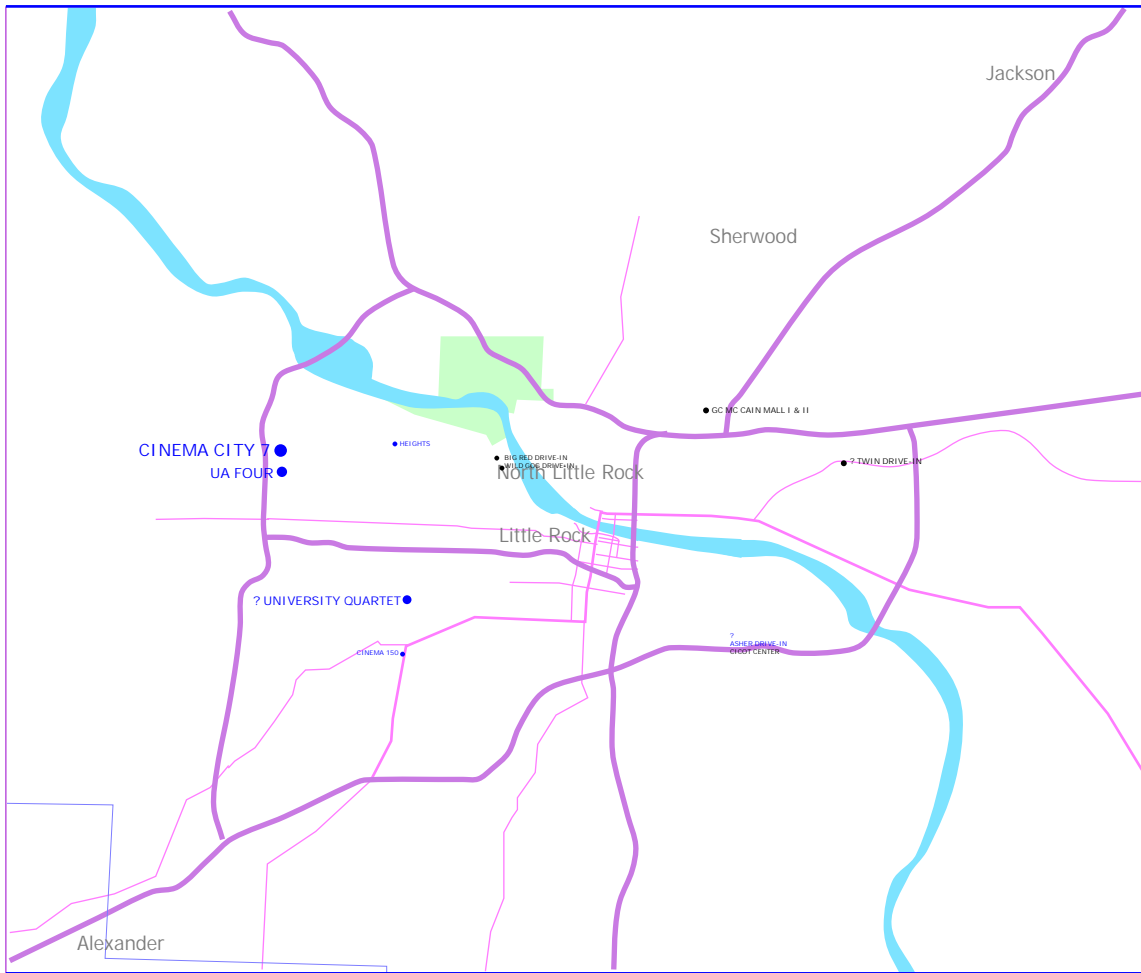 Jackson
Sherwood
GC MC CAIN MALL I & II
HEIGHTS
CINEMA CITY 7
BIG RED DRIVE-IN
? TWIN DRIVE-IN
WILD GOG DRIVE-IN
North Little Rock
UA FOUR
Little Rock
? UNIVERSITY QUARTET
?
ASHER DRIVE-IN
CICOT CENTER
CINEMA 150
Alexander